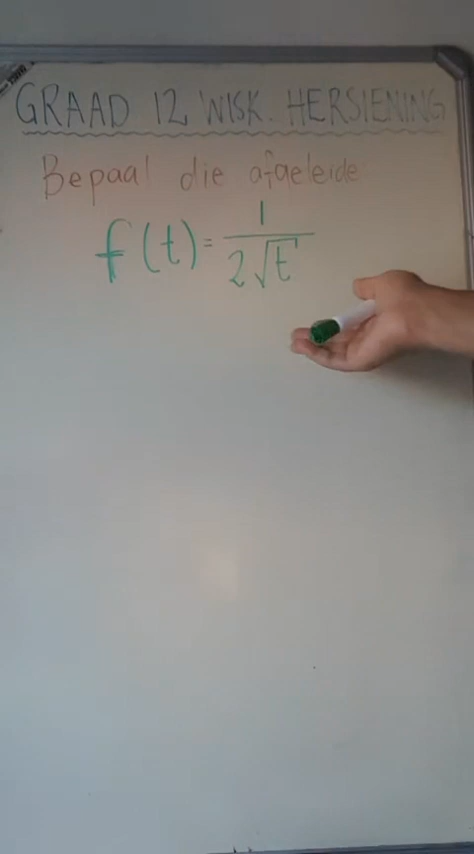 GRAAD 12 WISK. HERSIENING
Bepaal die afgeleide
f(t) = 1/(2√t)